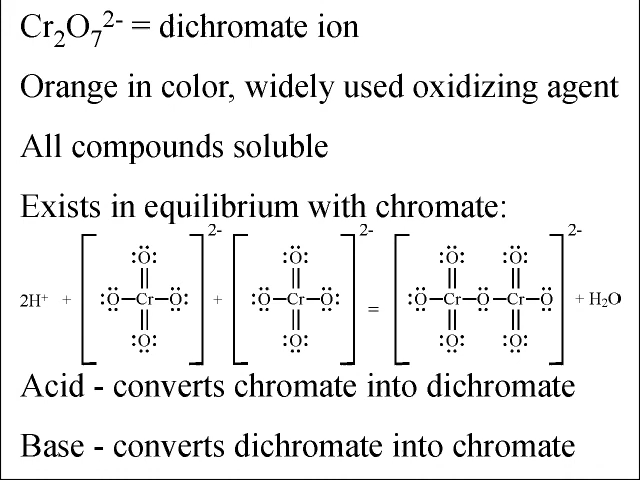 Cr₂O₇²⁻ = dichromate ion
Orange in color, widely used oxidizing agent
All compounds soluble
Exists in equilibrium with chromate:
2H⁺ + [O O—Cr—O O]²⁻ + [O O—Cr—O O]²⁻ = [O O O—Cr—O—Cr—O O O]²⁻ + H₂O
Acid - converts chromate into dichromate
Base - converts dichromate into chromate